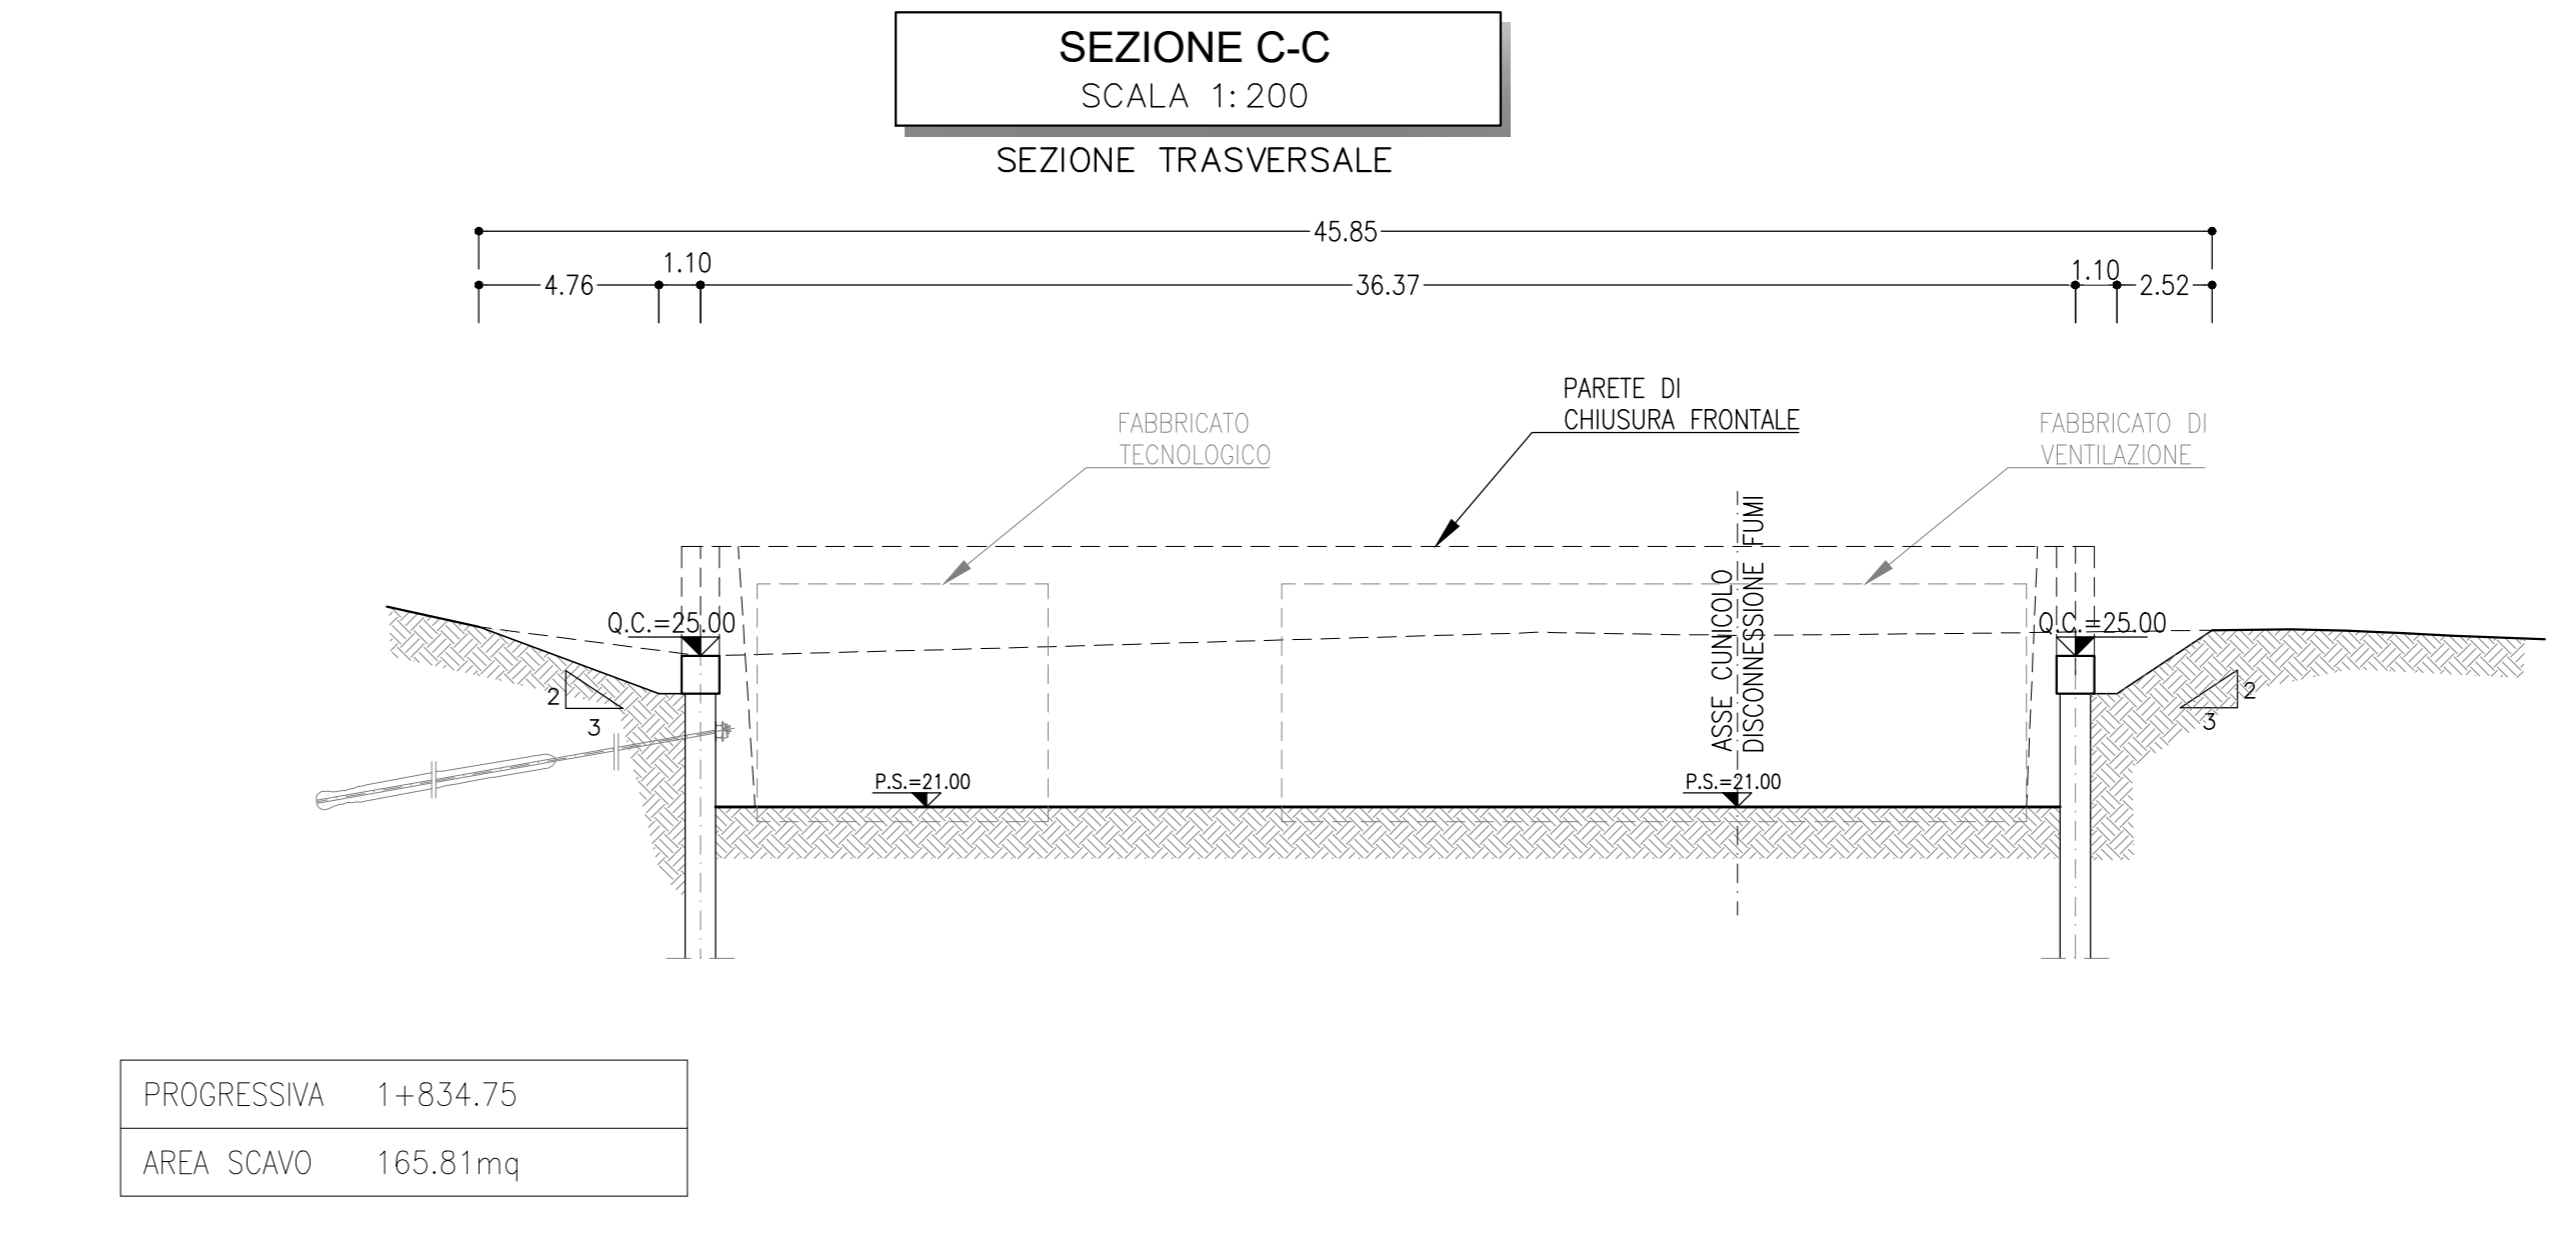 SEZIONE C-C
SCALA 1:200
SEZIONE TRASVERSALE
45.85
4.76
1.10
36.37
1.10
2.52
PARETE DI
CHIUSURA FRONTALE
FABBRICATO
TECNOLOGICO
FABBRICATO DI
VENTILAZIONE
ASSE CUNICOLO
DISCONNESSIONE FUMI
Q.C.=25.00
Q.C.=25.00
2
3
2
3
P.S.=21.00
P.S.=21.00
PROGRESSIVA 1+834.75
AREA SCAVO 165.81mq